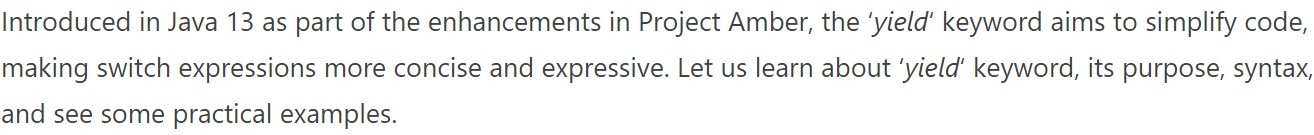 Introduced in Java 13 as part of the enhancements in Project Amber, the ‘yield‘ keyword aims to simplify code,
making switch expressions more concise and expressive. Let us learn about ‘yield‘ keyword, its purpose, syntax,
and see some practical examples.